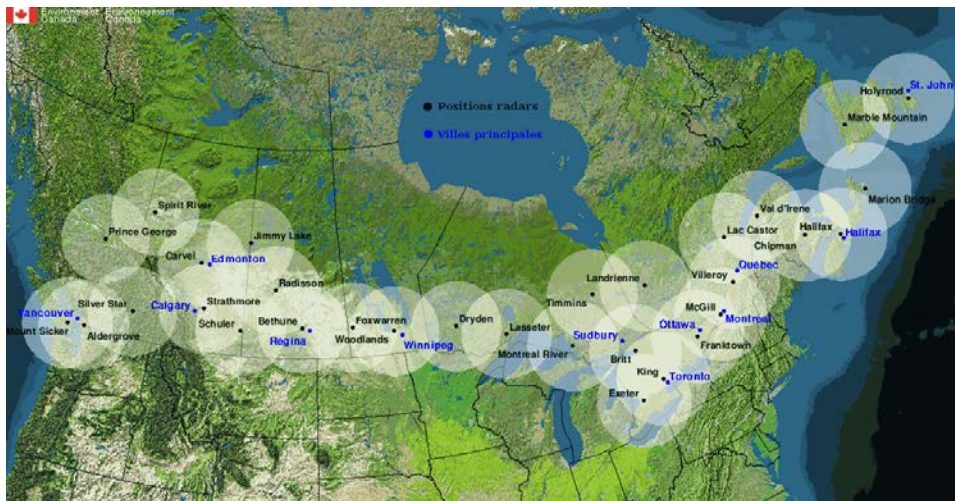 Environment Environnement
Canada Canada
St. John
Holyrood
Marble Mountain
Positions radars
Villes principales
Marion Bridge
Spirit River
Val d'Irene
Prince George
Jimmy Lake
Lac Castor
Halifax
Halifax
Chipman
Carvel
Edmonton
Québec
Villeroy
Landrienne
Radisson
Timmins
Silver Star
Calgary
Strathmore
McGill
Montreal
Vancouver
Mount Sicker
Aldergrove
Schuler
Bethune
Regina
Foxwarren
Woodlands
Winnipeg
Dryden
Lasseter
Montreal River
Sudbury
Ottawa
Franktown
Britt
King
Toronto
Exeter